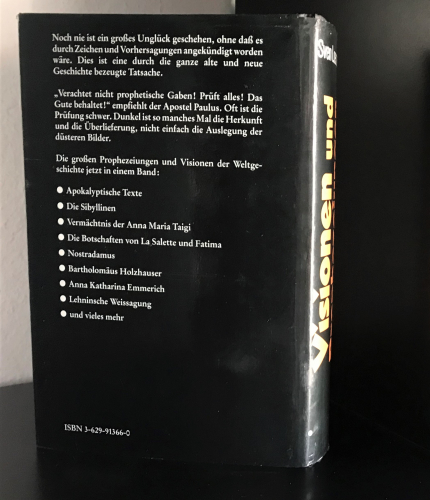 Noch nie ist ein großes Unglück geschehen, ohne daß es
durch Zeichen und Vorhersagungen angekündigt worden
wäre. Dies ist eine durch die ganze alte und neue
Geschichte bezeugte Tatsache.
„Verachtet nicht prophetische Gaben! Prüft alles! Das
Gute behaltet!“ empfiehlt der Apostel Paulus. Oft ist die
Prüfung schwer. Dunkel ist so manches Mal die Herkunft
und die Überlieferung, nicht einfach die Auslegung der
düsteren Bilder.
Die großen Prophezeiungen und Visionen der Weltge-
schichte jetzt in einem Band:
● Apokalyptische Texte
● Die Sibyllinen
● Vermächtnis der Anna Maria Taigi
● Die Botschaften von La Salette und Fatima
● Nostradamus
● Bartholomäus Holzhauser
● Anna Katharina Emmerich
● Lehninsche Weissagung
● und vieles mehr
ISBN 3-629-91366-0
Sven
Visionen und